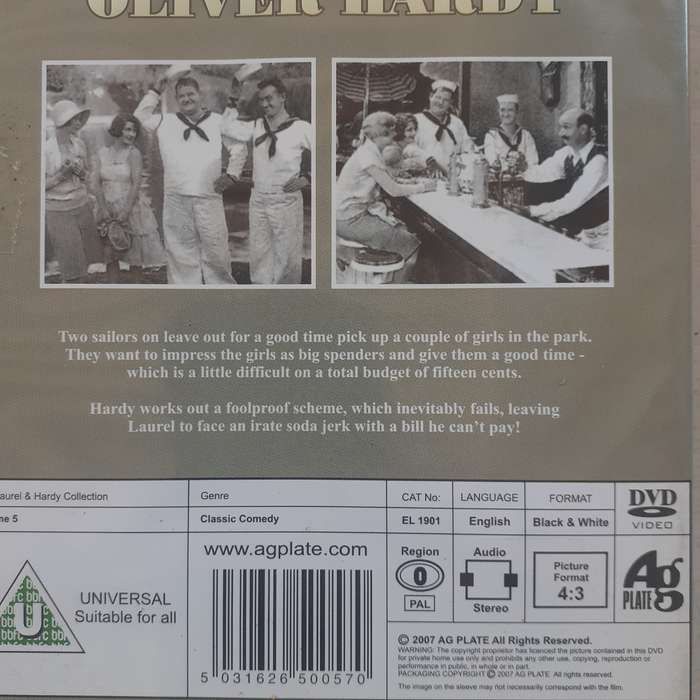 OLIVER HARDY
Two sailors on leave out for a good time pick up a couple of girls in the park.
They want to impress the girls as big spenders and give them a good time -
which is a little difficult on a total budget of fifteen cents.
Hardy works out a foolproof scheme, which inevitably fails, leaving
Laurel to face an irate soda jerk with a bill he can't pay!
aurel & Hardy Collection
Genre
CAT No:
LANGUAGE
FORMAT
DVD
VIDEO
me 5
Classic Comedy
EL 1901
English
Black & White
www.agplate.com
Region
0
PAL
Audio
Stereo
Picture
Format
4:3
Ag
PLATE
U
UNIVERSAL
Suitable for all
5 031626 500570
© 2007 AG PLATE All Rights Reserved.
WARNING: The copyright proprietor has licenced the picture contained in this DVD
for private home use only and prohibits any other use, copying, reproduction or
performance in public, in whole or in part.
PACKAGING COPYRIGHT © 2007 AG PLATE All rights reserved.
The image on the sleeve may not necessarily correspond with the film.